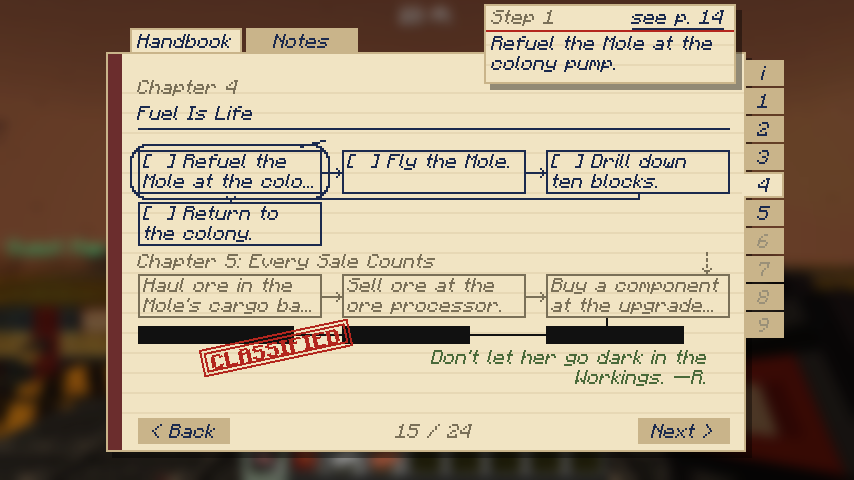 Step 1 see p. 14
Refuel the Mole at the
colony pump.
Handbook Notes
Chapter 4
Fuel Is Life
[ ] Refuel the
Mole at the colo...
[ ] Fly the Mole.
[ ] Drill down
ten blocks.
[ ] Return to
the colony.
Chapter 5: Every Sale Counts
Haul ore in the
Mole's cargo ba...
Sell ore at the
ore processor.
Buy a component
at the upgrade...
CLASSIFIED
Don't let her go dark in the
Workings. —R.
< Back
15 / 24
Next >
i
1
2
3
4
5
6
7
8
9